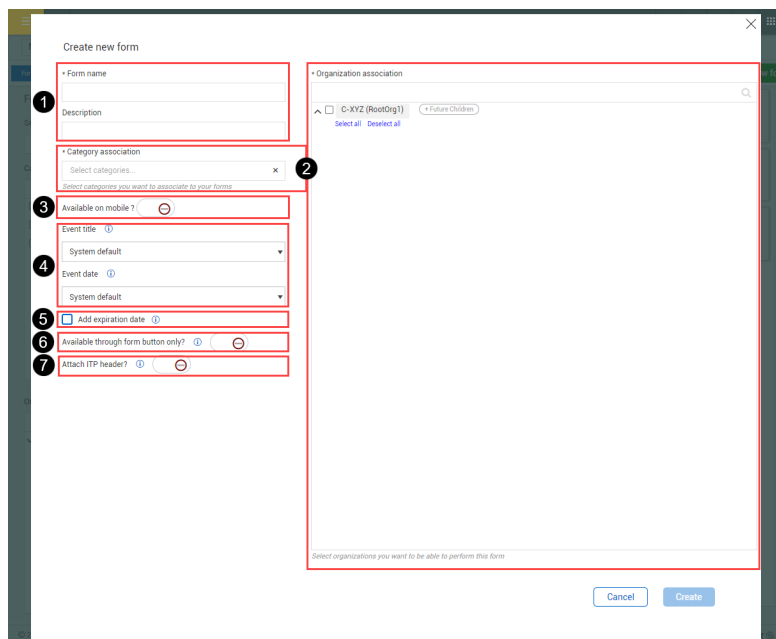 Create new form
1
* Form name
Description
2
* Category association
Select categories...
Select categories you want to associate to your forms
3
Available on mobile ?
4
Event title
System default
Event date
System default
5
Add expiration date
6
Available through form button only?
7
Attach ITP header?
* Organization association
C-XYZ (RootOrg1)
+ Future Children
Select all Deselect all
Select organizations you want to be able to perform this form
Cancel
Create